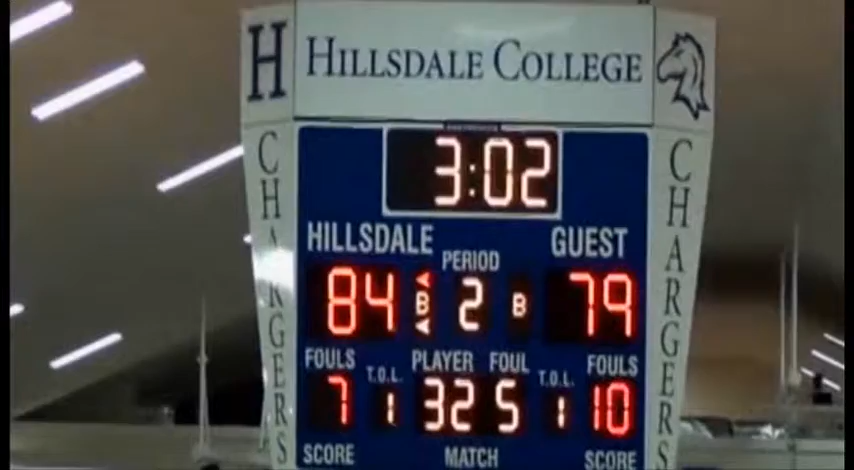 H HILLSDALE COLLEGE
CHARGERS
CHARGERS
3:02
HILLSDALE GUEST
PERIOD
84 B 2 B 79
FOULS PLAYER FOUL FOULS
T.O.L. T.O.L.
7 1 32 5 1 10
SCORE MATCH SCORE